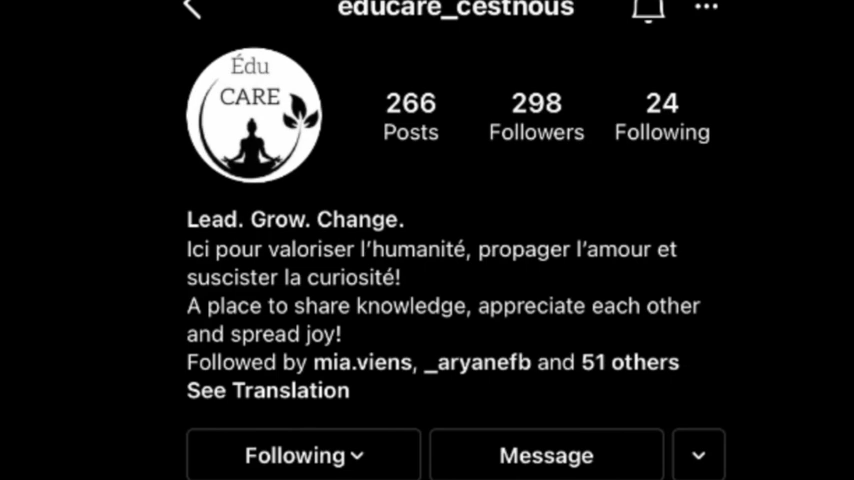 educare_cestnous
Édu
CARE
266
298
24
Posts
Followers
Following
Lead. Grow. Change.
Ici pour valoriser l’humanité, propager l’amour et
suscister la curiosité!
A place to share knowledge, appreciate each other
and spread joy!
Followed by mia.viens, _aryanefb and 51 others
See Translation
Following
Message